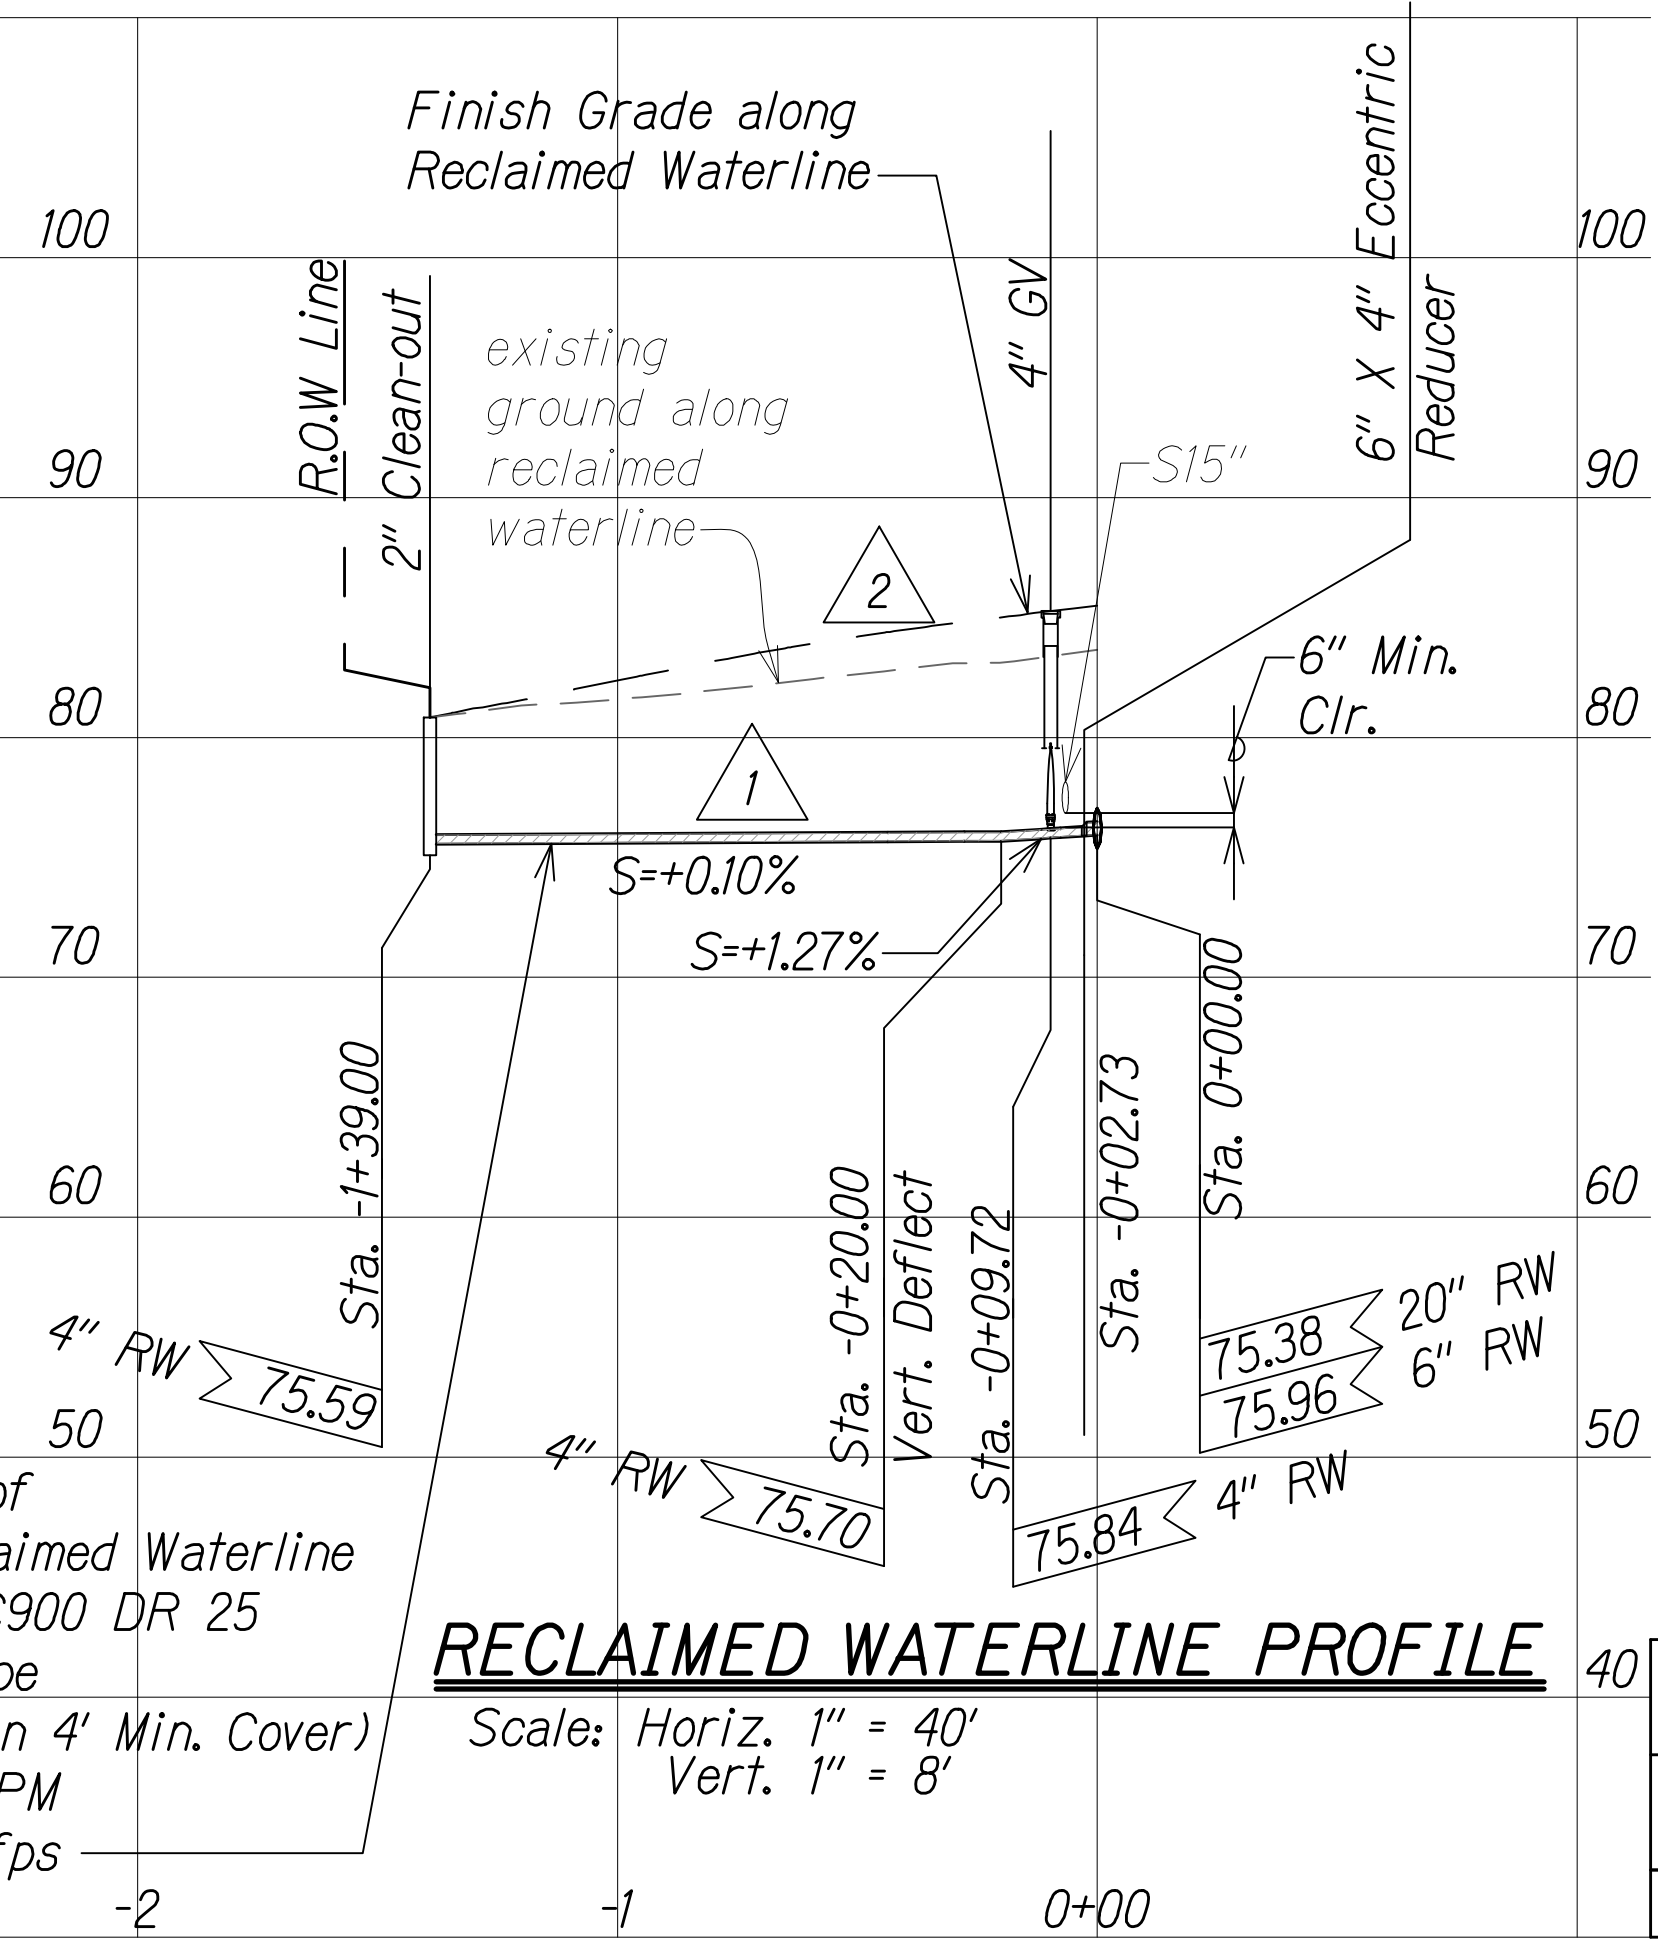 Finish Grade along
Reclaimed Waterline
6" X 4" Eccentric
Reducer
100
100
R.O.W Line
2" Clean-out
4" GV
existing
ground along
reclaimed
waterline
S15"
90
90
2
6" Min.
Clr.
80
80
1
S=+0.10%
S=+1.27%
70
70
Sta. -1+39.00
Sta. -0+20.00
Vert. Deflect
Sta. -0+09.72
Sta. -0+02.73
Sta. 0+00.00
60
60
4" RW
75.59
75.38
20" RW
75.96
6" RW
50
50
4" RW
75.70
75.84
4" RW
of
aimed Waterline
C900 DR 25
pe
n 4' Min. Cover)
PM
fps
RECLAIMED WATERLINE PROFILE
40
Scale: Horiz. 1" = 40'
Vert. 1" = 8'
-2
-1
0+00